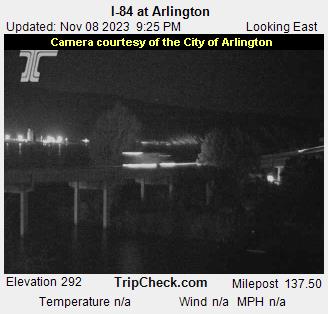 I-84 at Arlington
Updated: Nov 08 2023 9:25 PM Looking East
Camera courtesy of the City of Arlington
Elevation 292 TripCheck.com Milepost 137.50
Temperature n/a Wind n/a MPH n/a